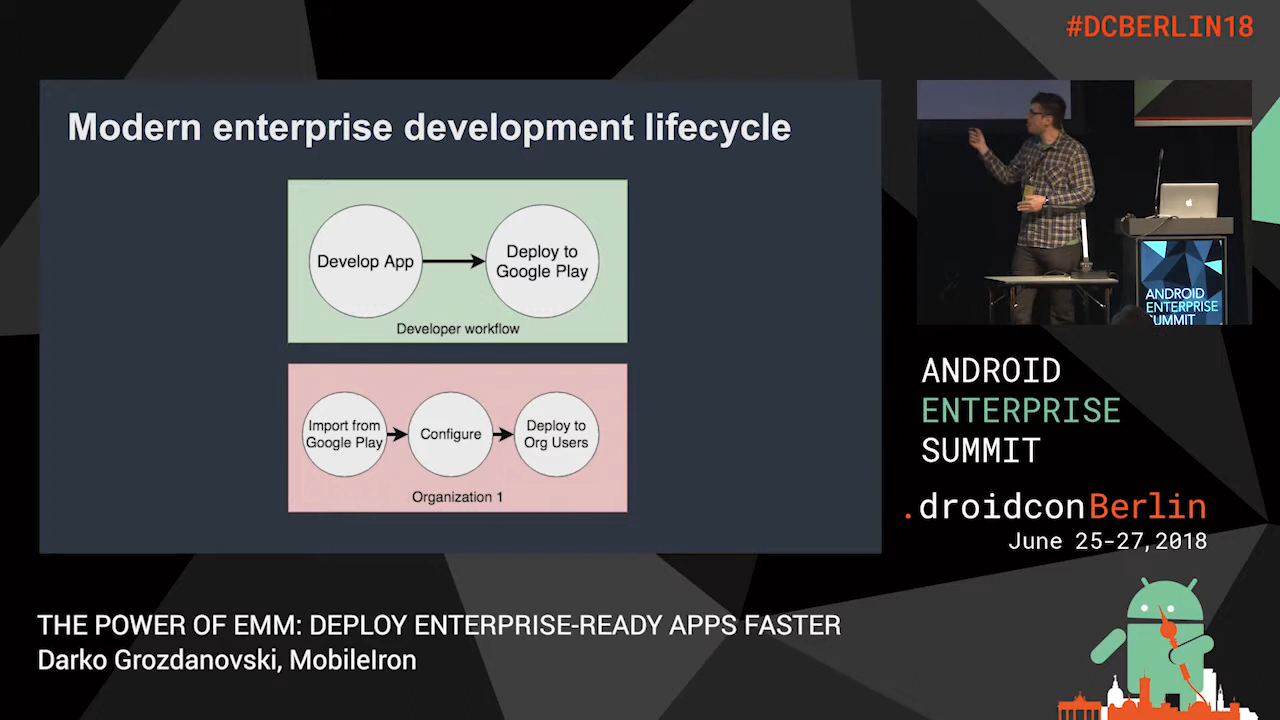 #DCBERLIN18
Modern enterprise development lifecycle
Develop App
Deploy to
Google Play
Developer workflow
Import from
Google Play
Configure
Deploy to
Org Users
Organization 1
ANDROID
ENTERPRISE
SUMMIT
ANDROID
ENTERPRISE
SUMMIT
.droidconBerlin
June 25-27,2018
THE POWER OF EMM: DEPLOY ENTERPRISE-READY APPS FASTER
Darko Grozdanovski, MobileIron